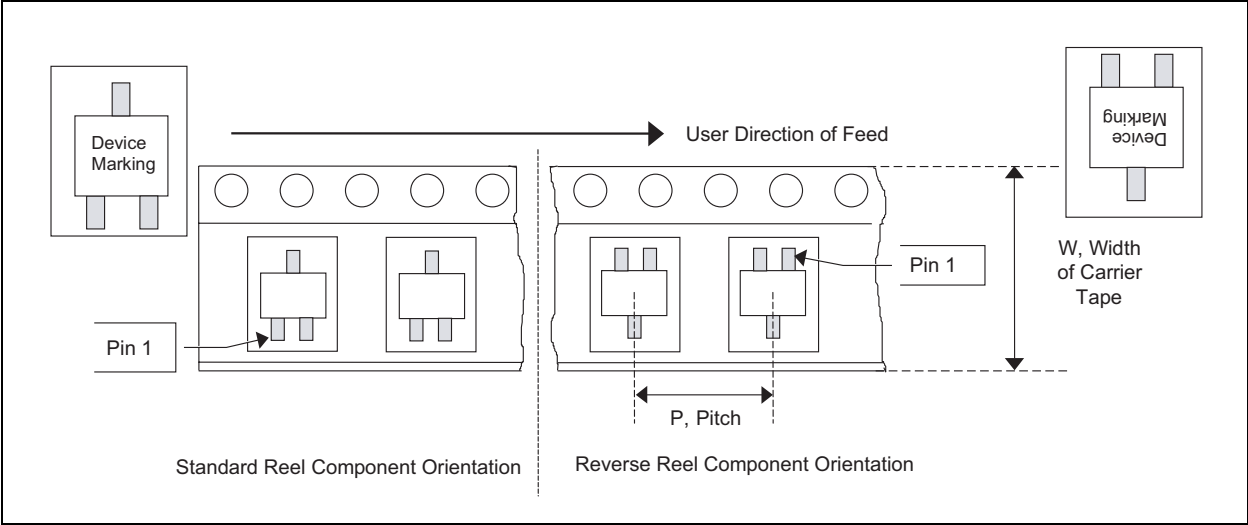 Device
Marking
User Direction of Feed
Device
Marking
Pin 1
W, Width
of Carrier
Tape
Pin 1
P, Pitch
Standard Reel Component Orientation
Reverse Reel Component Orientation